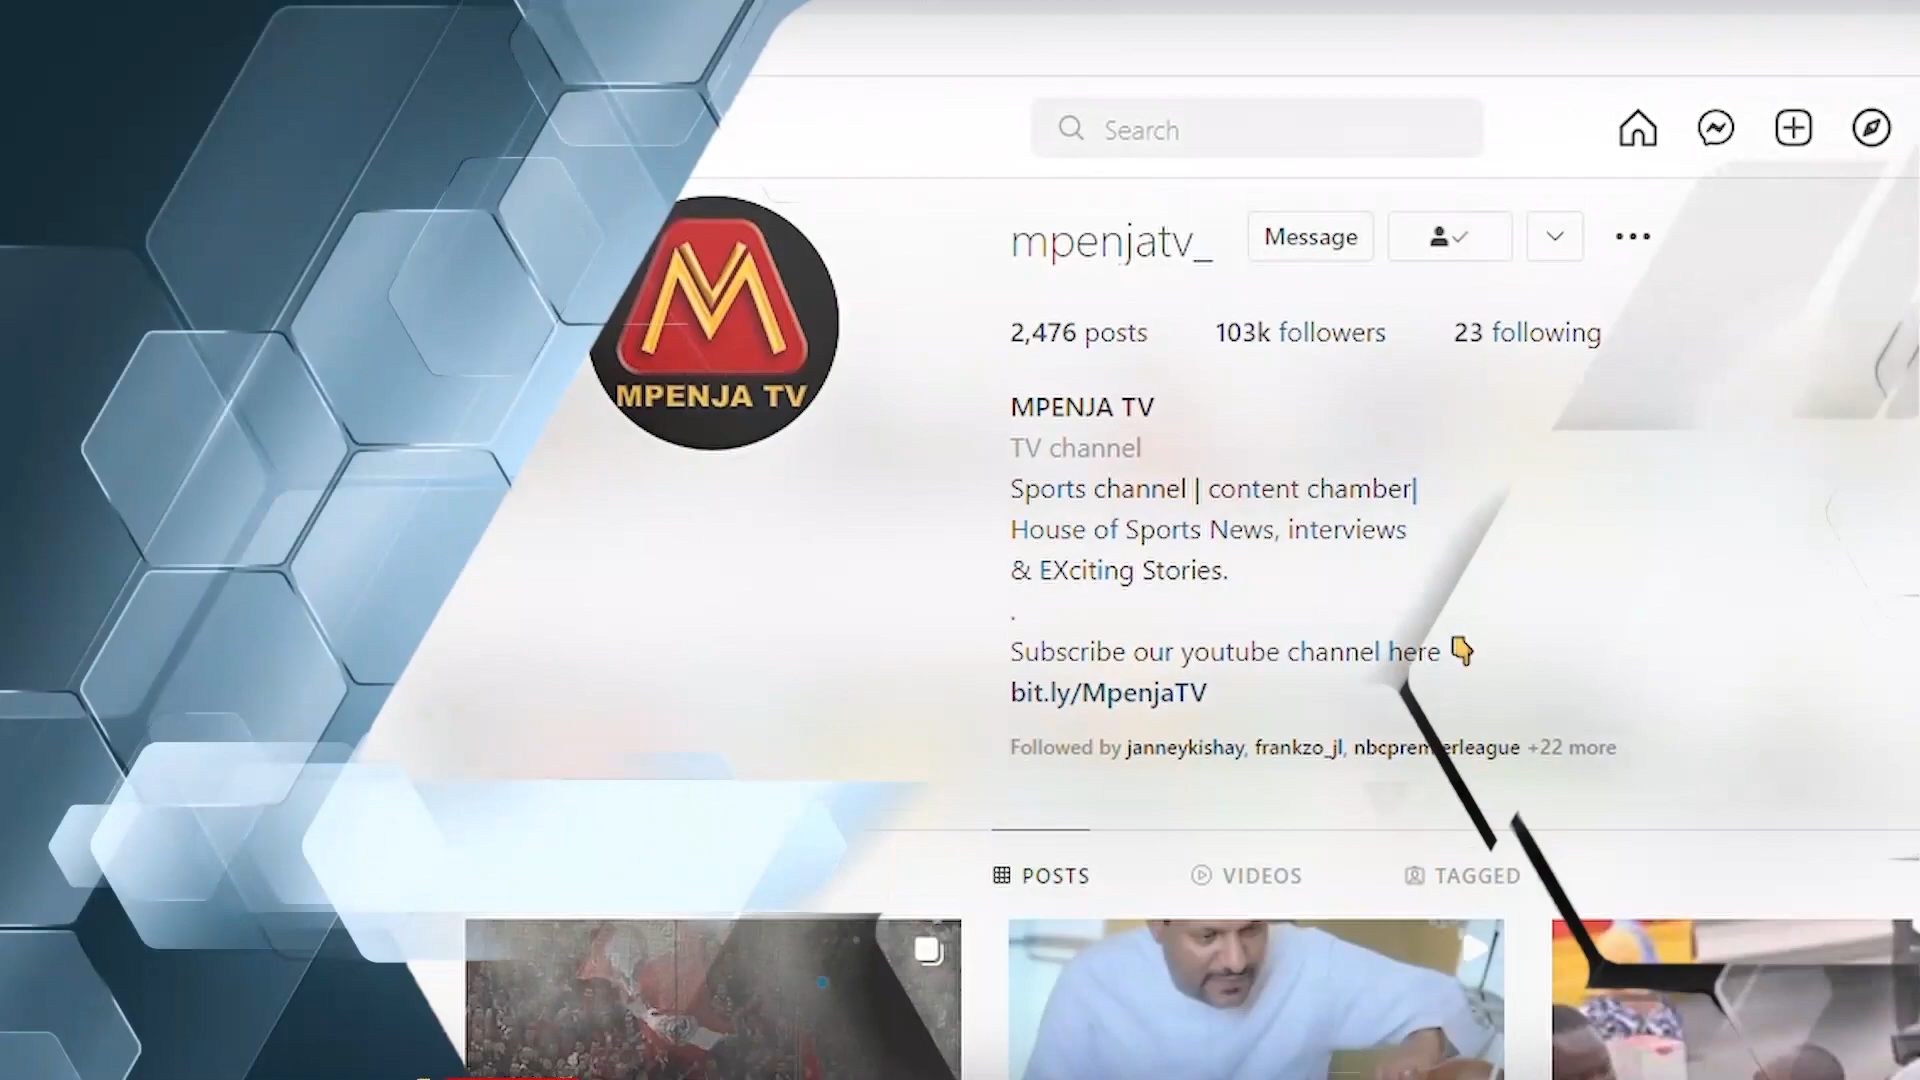 Search
mpenjatv_
Message
2,476 posts
103k followers
23 following
MPENJA TV
MPENJA TV
TV channel
Sports channel | content chamber|
House of Sports News, interviews
& EXciting Stories.
.
Subscribe our youtube channel here 👇
bit.ly/MpenjaTV
Followed by janneykishay, frankzo_jl, nbcpremierleague +22 more
POSTS
VIDEOS
TAGGED